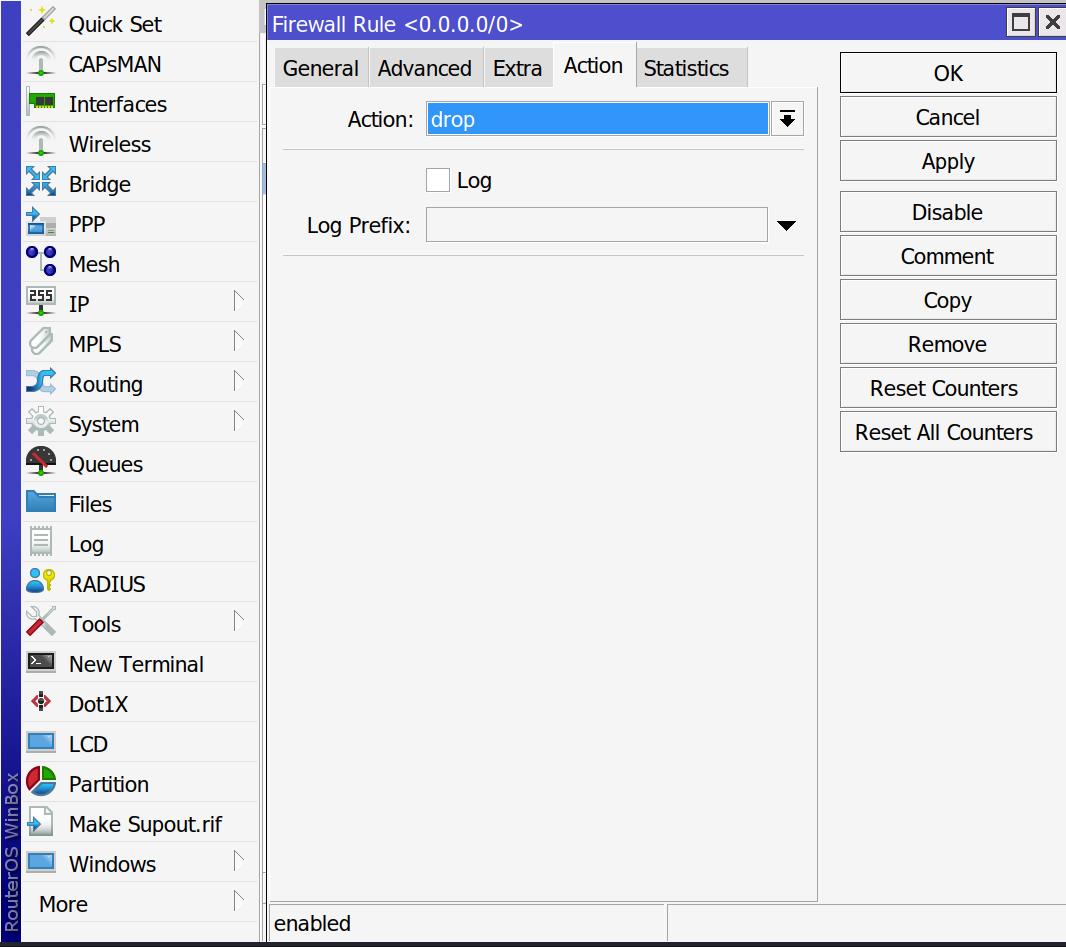 Firewall Rule <0.0.0.0/0>
Quick Set
CAPsMAN
Interfaces
Wireless
Bridge
PPP
Mesh
255
IP
MPLS
Routing
System
Queues
Files
Log
RADIUS
Tools
New Terminal
Dot1X
LCD
Partition
Make Supout.rif
Windows
More
RouterOS WinBox
General Advanced Extra Action Statistics
Action: drop
Log
Log Prefix:
OK
Cancel
Apply
Disable
Comment
Copy
Remove
Reset Counters
Reset All Counters
enabled